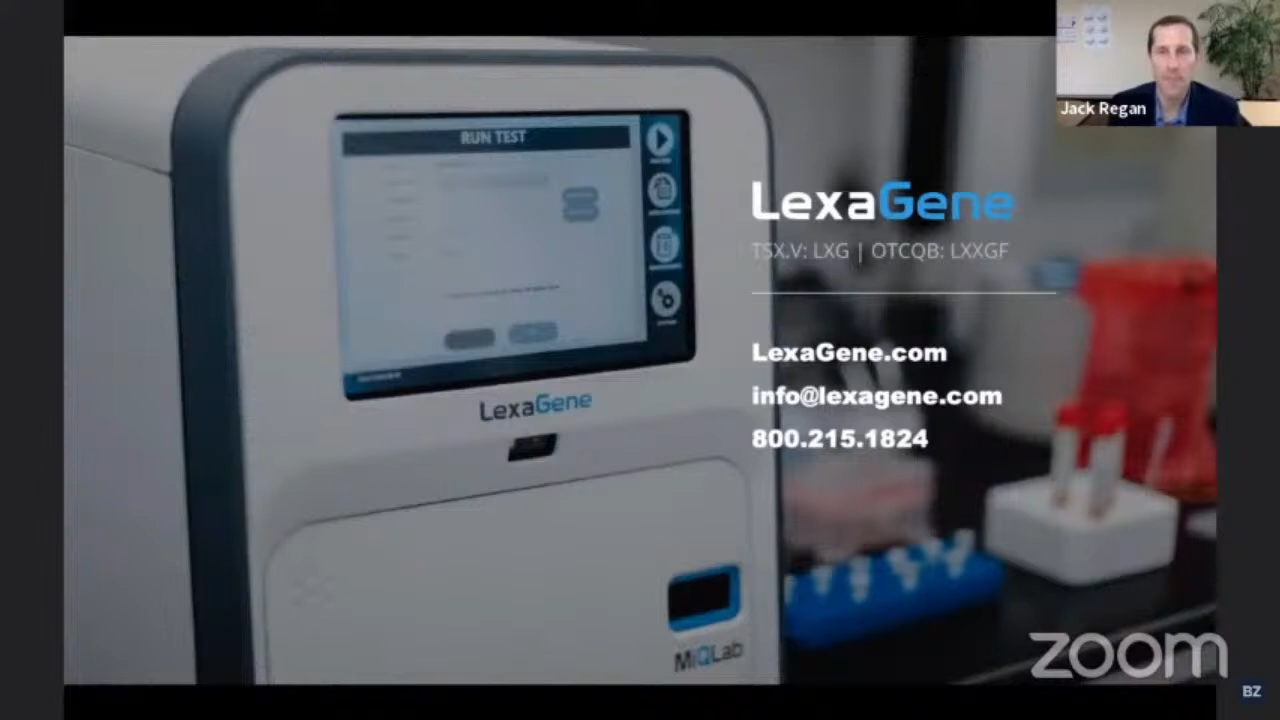 Jack Regan
RUN TEST
LexaGene
TSX.V: LXG | OTCQB: LXXGF
LexaGene.com
info@lexagene.com
800.215.1824
LexaGene
MiQLab
zoom
BZ